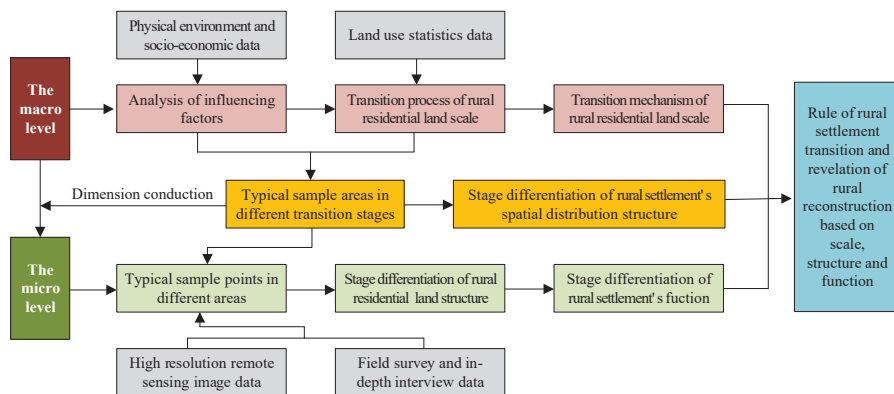 Physical environment and
socio-economic data
Land use statistics data
The
macro
level
Analysis of influencing
factors
Transition process of rural
residential land scale
Transition mechanism of
rural residential land scale
Rule of rural
settlement
transition and
revelation of
rural
reconstruction
based on
scale,
structure and
function
Dimension conduction
Typical sample areas in
different transition stages
Stage differentiation of rural settlement's
spatial distribution structure
The
micro
level
Typical sample points in
different areas
Stage differentiation of rural
residential land structure
Stage differentiation of
rural settlement's fuction
High resolution remote
sensing image data
Field survey and in-
depth interview data